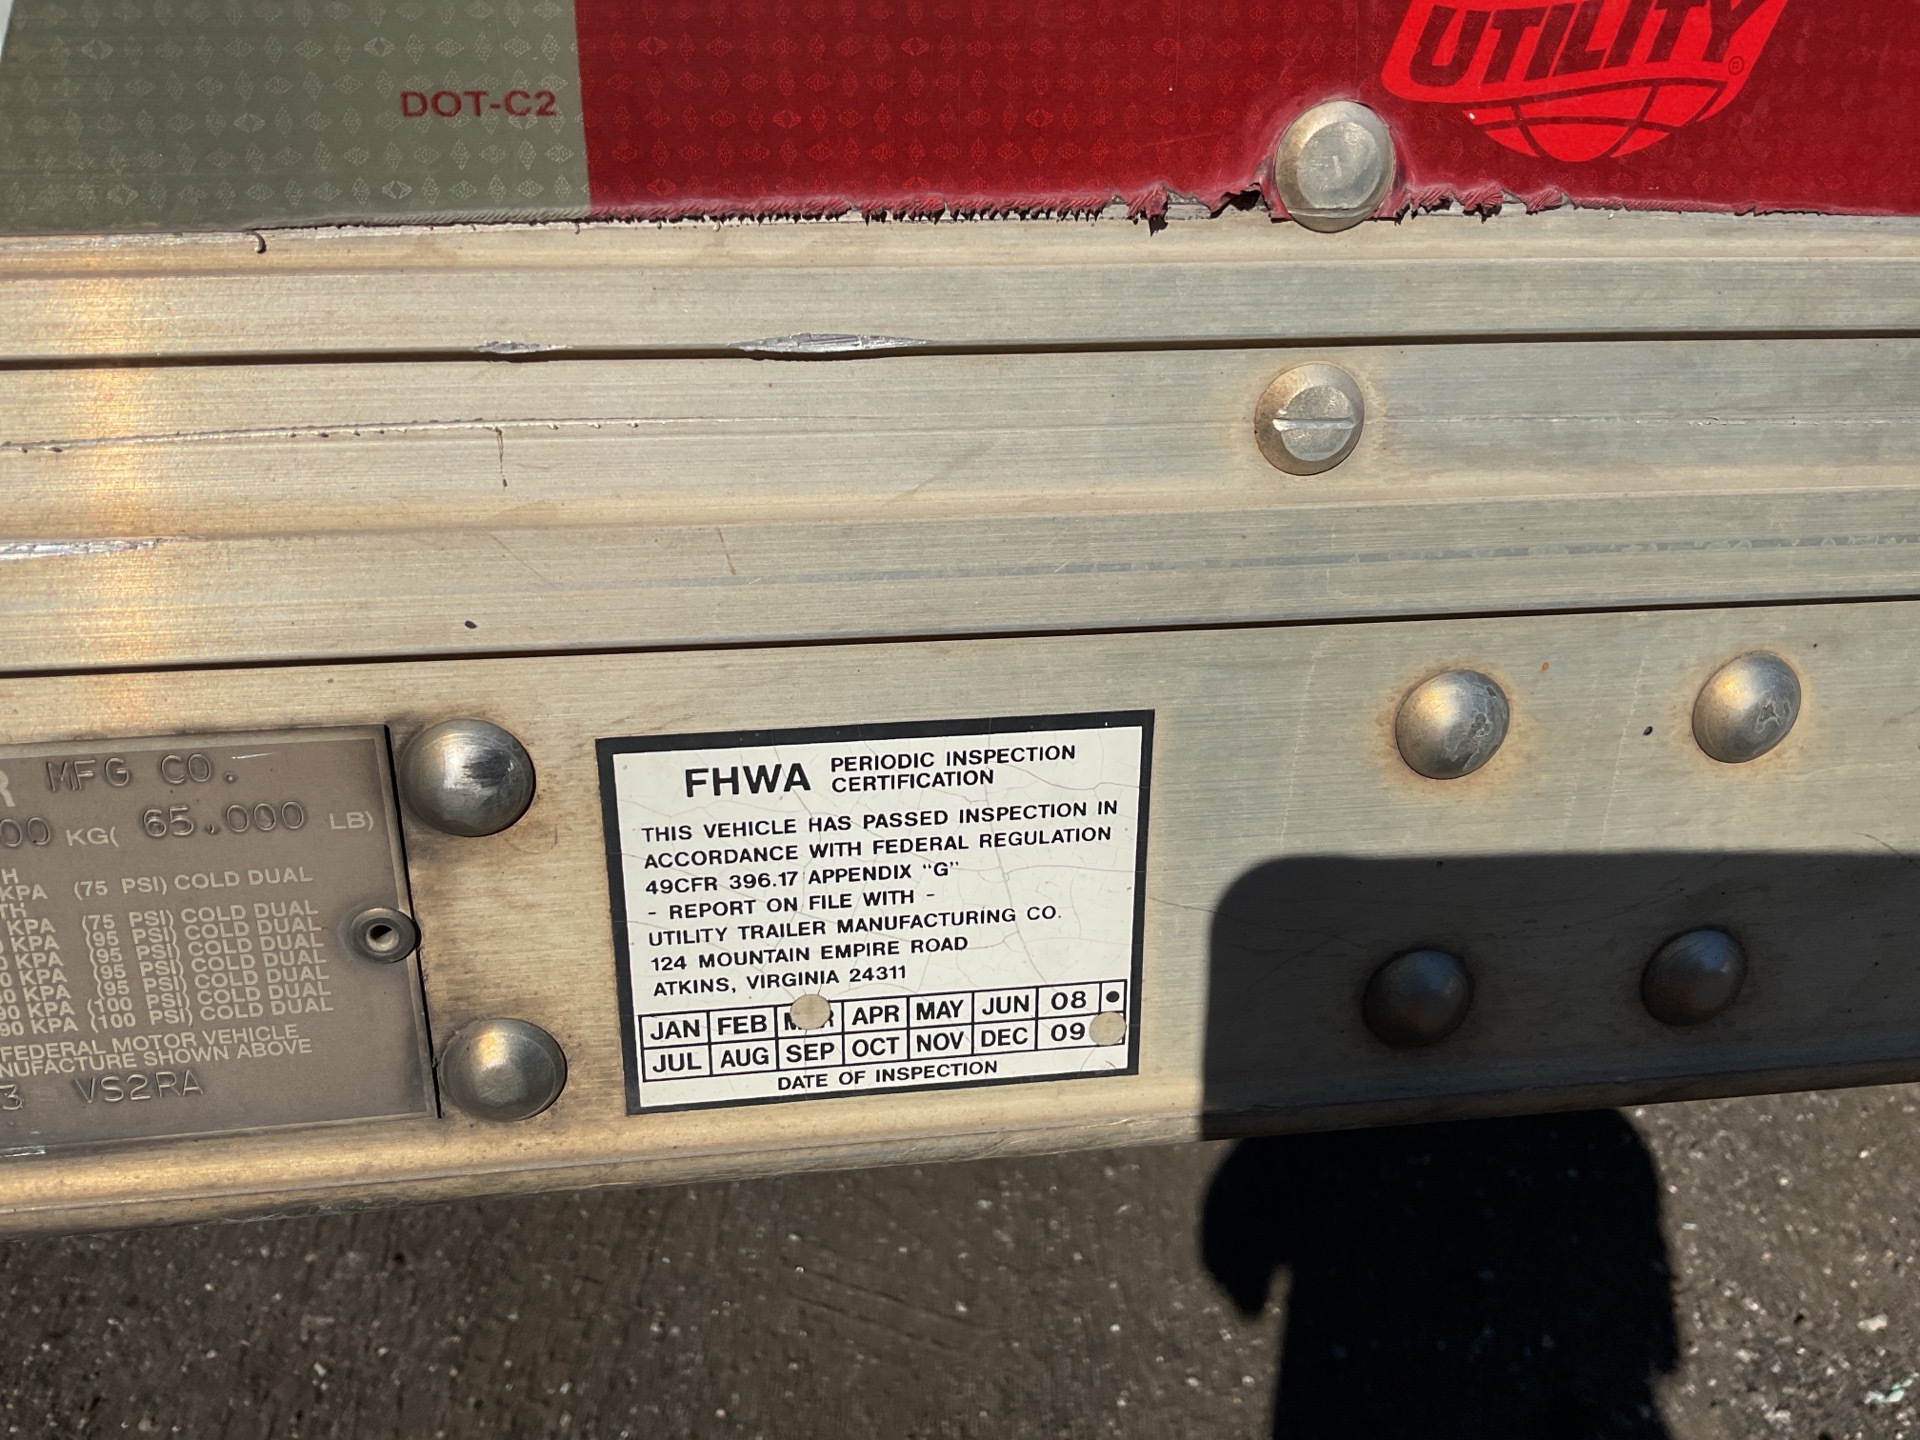 UTILITY®
DOT-C2
MFG CO.
00 KG( 65,000 LB)
KPA (75 PSI) COLD DUAL
KPA (75 PSI) COLD DUAL
KPA (95 PSI) COLD DUAL
KPA (95 PSI) COLD DUAL
KPA (95 PSI) COLD DUAL
90 KPA (100 PSI) COLD DUAL
90 KPA (100 PSI) COLD DUAL
FEDERAL MOTOR VEHICLE
NUFACTURE SHOWN ABOVE
3 VS2RA
FHWA PERIODIC INSPECTION
CERTIFICATION
THIS VEHICLE HAS PASSED INSPECTION IN
ACCORDANCE WITH FEDERAL REGULATION
49CFR 396.17 APPENDIX "G"
- REPORT ON FILE WITH -
UTILITY TRAILER MANUFACTURING CO.
124 MOUNTAIN EMPIRE ROAD
ATKINS, VIRGINIA 24311
JAN FEB APR MAY JUN 08 •
JUL AUG SEP OCT NOV DEC 09
DATE OF INSPECTION